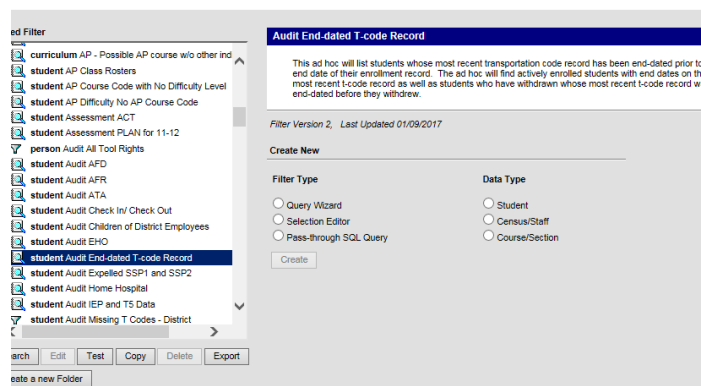 ed Filter
curriculum AP - Possible AP course w/o other ind
student AP Class Rosters
student AP Course Code with No Difficulty Level
student AP Difficulty No AP Course Code
student Assessment ACT
student Assessment PLAN for 11-12
person Audit All Tool Rights
student Audit AFD
student Audit AFR
student Audit ATA
student Audit Check In/ Check Out
student Audit Children of District Employees
student Audit EHO
student Audit End-dated T-code Record
student Audit Expelled SSP1 and SSP2
student Audit Home Hospital
student Audit IEP and T5 Data
student Audit Missing T Codes - District
arch Edit Test Copy Delete Export
eate a new Folder
Audit End-dated T-code Record
This ad hoc will list students whose most recent transportation code record has been end-dated prior to
end date of their enrollment record. The ad hoc will find actively enrolled students with end dates on th
most recent t-code record as well as students who have withdrawn whose most recent t-code record w
end-dated before they withdrew.
Filter Version 2, Last Updated 01/09/2017
Create New
Filter Type Data Type
Query Wizard Student
Selection Editor Census/Staff
Pass-through SQL Query Course/Section
Create